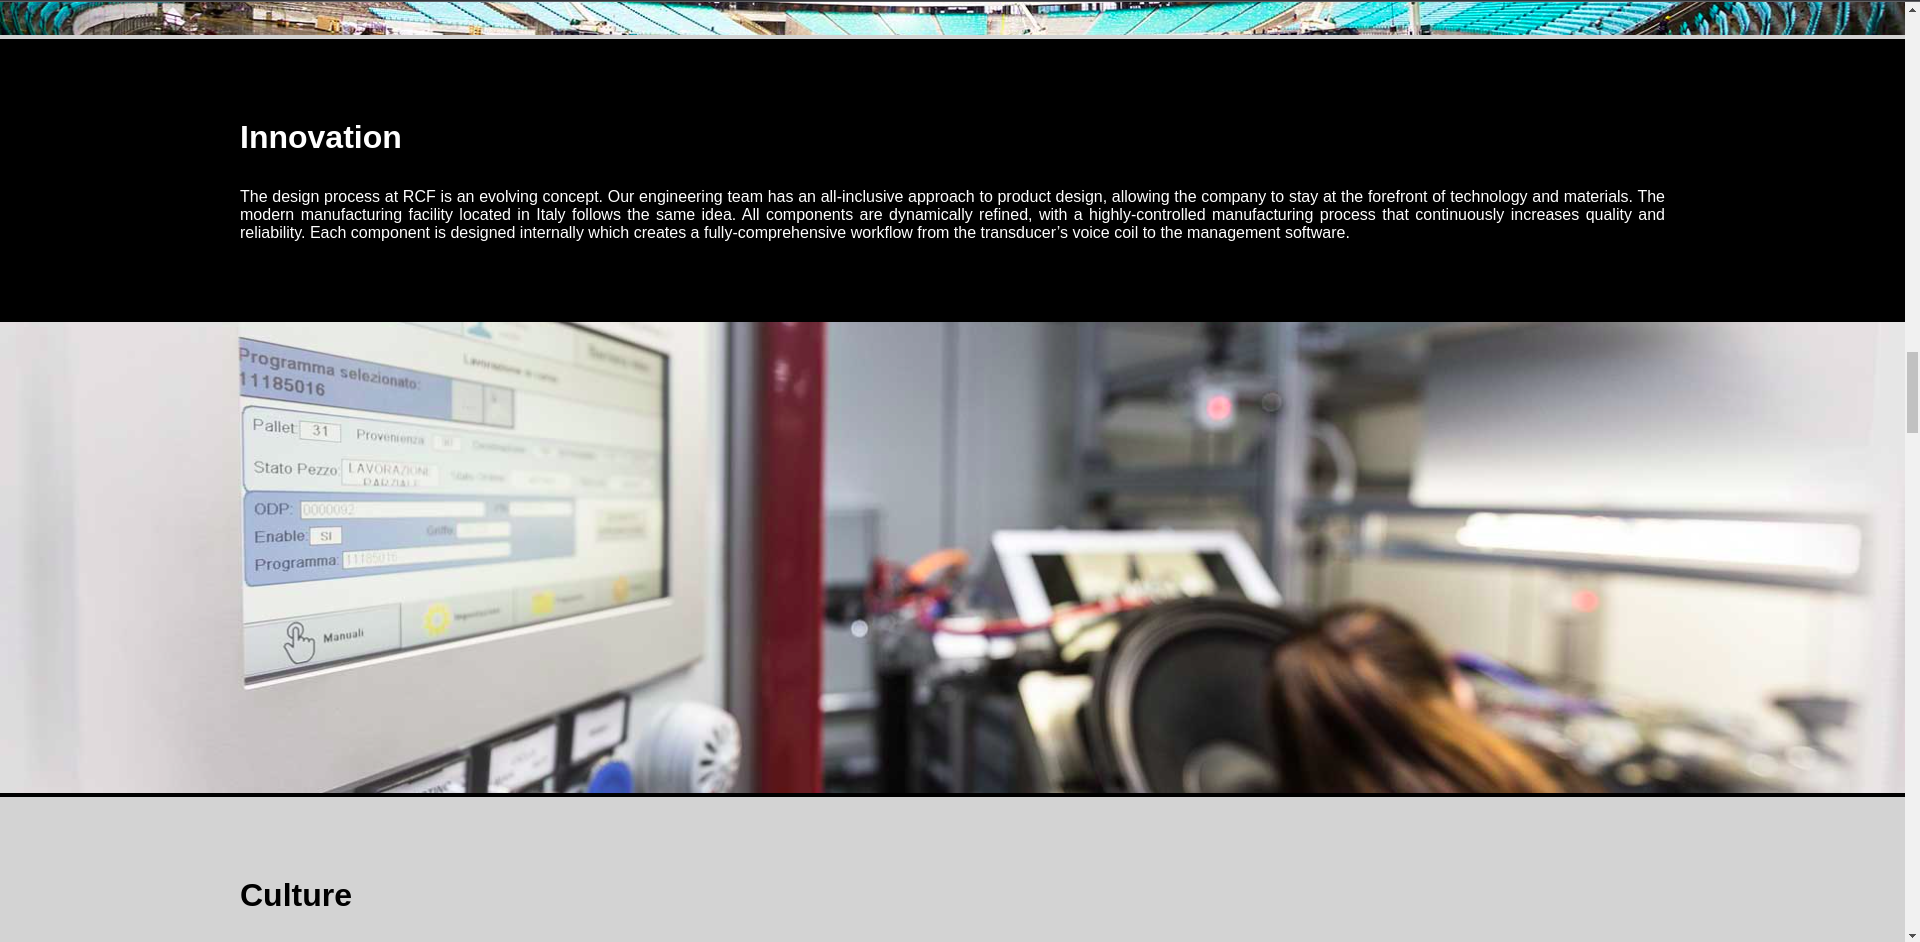 Innovation
The design process at RCF is an evolving concept. Our engineering team has an all-inclusive approach to product design, allowing the company to stay at the forefront of technology and materials. The
modern manufacturing facility located in Italy follows the same idea. All components are dynamically refined, with a highly-controlled manufacturing process that continuously increases quality and
reliability. Each component is designed internally which creates a fully-comprehensive workflow from the transducer’s voice coil to the management software.
Lavorazione in corso
Programma selezionato:
11185016
Pallet: 31 Provenienza
Stato Pezzo: LAVORAZIONE
PARZIALE
ODP: 0000092
Enable: SI
Programma: 11185016
Manuali
Culture